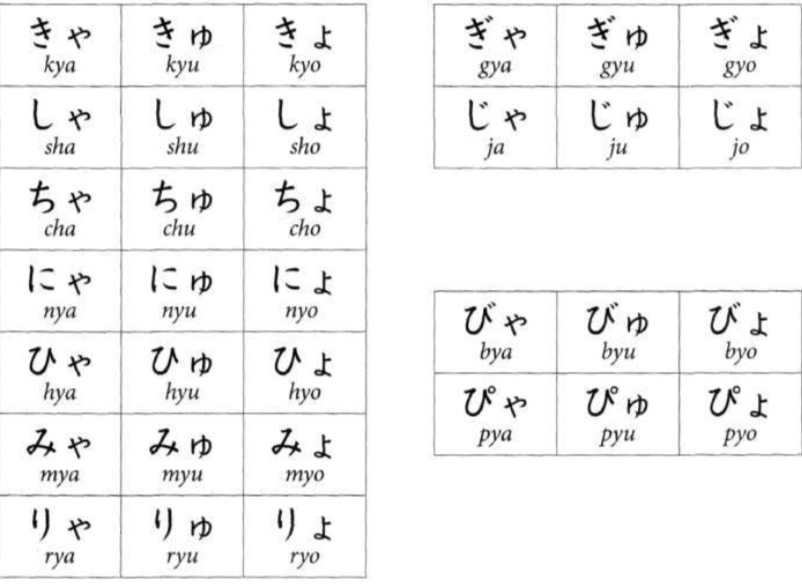 きゃ きゅ きょ
kya kyu kyo
しゃ しゅ しょ
sha shu sho
ちゃ ちゅ ちょ
cha chu cho
にゃ にゅ にょ
nya nyu nyo
ひゃ ひゅ ひょ
hya hyu hyo
みゃ みゅ みょ
mya myu myo
りゃ りゅ りょ
rya ryu ryo
ぎゃ ぎゅ ぎょ
gya gyu gyo
じゃ じゅ じょ
ja ju jo
びゃ びゅ びょ
bya byu byo
ぴゃ ぴゅ ぴょ
pya pyu pyo